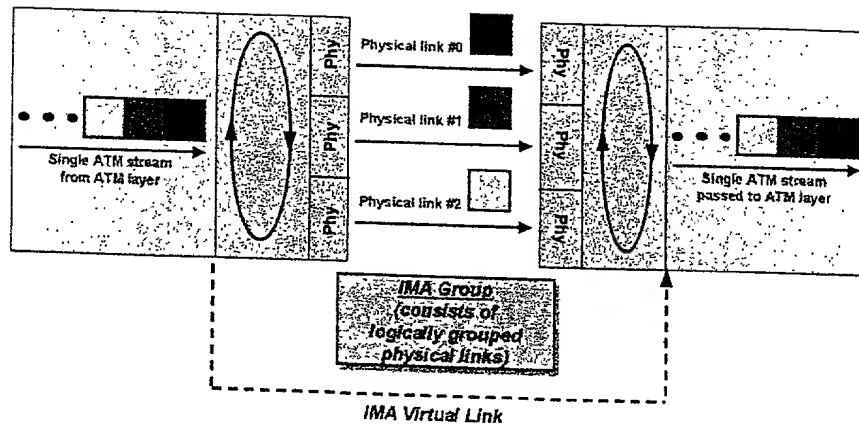 Physical link #0
Phy
Phy
Physical link #1
Phy
Phy
Single ATM stream
from ATM layer
Single ATM stream
passed to ATM layer
Physical link #2
Phy
Phy
IMA Group
(consists of
logically grouped
physical links)
IMA Virtual Link